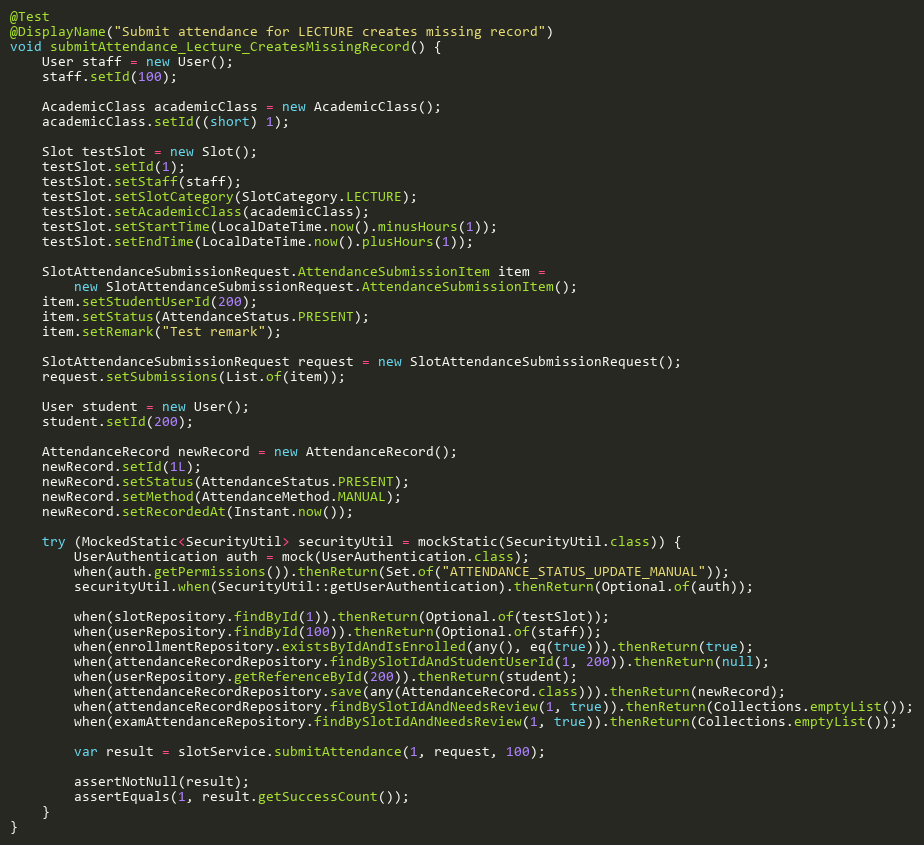 @Test
@DisplayName("Submit attendance for LECTURE creates missing record")
void submitAttendance_Lecture_CreatesMissingRecord() {
    User staff = new User();
    staff.setId(100);

    AcademicClass academicClass = new AcademicClass();
    academicClass.setId((short) 1);

    Slot testSlot = new Slot();
    testSlot.setId(1);
    testSlot.setStaff(staff);
    testSlot.setSlotCategory(SlotCategory.LECTURE);
    testSlot.setAcademicClass(academicClass);
    testSlot.setStartTime(LocalDateTime.now().minusHours(1));
    testSlot.setEndTime(LocalDateTime.now().plusHours(1));

    SlotAttendanceSubmissionRequest.AttendanceSubmissionItem item =
        new SlotAttendanceSubmissionRequest.AttendanceSubmissionItem();
    item.setStudentUserId(200);
    item.setStatus(AttendanceStatus.PRESENT);
    item.setRemark("Test remark");

    SlotAttendanceSubmissionRequest request = new SlotAttendanceSubmissionRequest();
    request.setSubmissions(List.of(item));

    User student = new User();
    student.setId(200);

    AttendanceRecord newRecord = new AttendanceRecord();
    newRecord.setId(1L);
    newRecord.setStatus(AttendanceStatus.PRESENT);
    newRecord.setMethod(AttendanceMethod.MANUAL);
    newRecord.setRecordedAt(Instant.now());

    try (MockedStatic<SecurityUtil> securityUtil = mockStatic(SecurityUtil.class)) {
        UserAuthentication auth = mock(UserAuthentication.class);
        when(auth.getPermissions()).thenReturn(Set.of("ATTENDANCE_STATUS_UPDATE_MANUAL"));
        securityUtil.when(SecurityUtil::getUserAuthentication).thenReturn(Optional.of(auth));

        when(slotRepository.findById(1)).thenReturn(Optional.of(testSlot));
        when(userRepository.findById(100)).thenReturn(Optional.of(staff));
        when(enrollmentRepository.existsByIdAndIsEnrolled(any(), eq(true))).thenReturn(true);
        when(attendanceRecordRepository.findBySlotIdAndStudentUserId(1, 200)).thenReturn(null);
        when(userRepository.getReferenceById(200)).thenReturn(student);
        when(attendanceRecordRepository.save(any(AttendanceRecord.class))).thenReturn(newRecord);
        when(attendanceRecordRepository.findBySlotIdAndNeedsReview(1, true)).thenReturn(Collections.emptyList());
        when(examAttendanceRepository.findBySlotIdAndNeedsReview(1, true)).thenReturn(Collections.emptyList());

        var result = slotService.submitAttendance(1, request, 100);

        assertNotNull(result);
        assertEquals(1, result.getSuccessCount());
    }
}